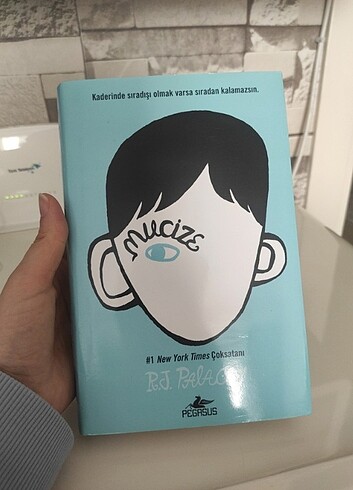 Kaderinde sıradışı olmak varsa sıradan kalamazsın.
Mucize
#1 New York Times Çoksatanı
R.J. PALACIO
PEGASUS